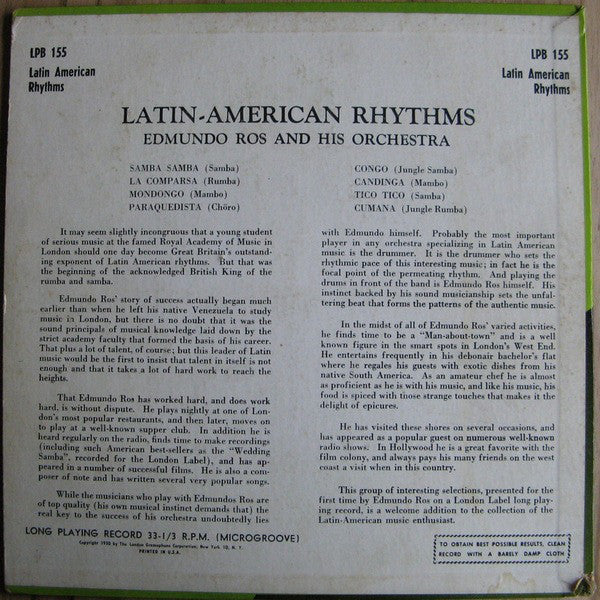 LPB 155
Latin American
Rhythms
LPB 155
Latin American
Rhythms
LATIN-AMERICAN RHYTHMS
EDMUNDO ROS AND HIS ORCHESTRA
SAMBA SAMBA (Samba)
LA COMPARSA (Rumba)
MONDONGO (Mambo)
PARAQUEDISTA (Chöro)
CONGO (Jungle Samba)
CANDINGA (Mambo)
TICO TICO (Samba)
CUMANA (Jungle Rumba)
It may seem slightly incongruous that a young student
of serious music at the famed Royal Academy of Music in
London should one day become Great Britain's outstand-
ing exponent of Latin American rhythms. But that was
the beginning of the acknowledged British King of the
rumba and samba.
Edmundo Ros' story of success actually began much
earlier than when he left his native Venezuela to study
music in London, but there is no doubt that it was the
sound principals of musical knowledge laid down by the
strict academy faculty that formed the basis of his career.
That plus a lot of talent, of course; but this leader of Latin
music would be the first to insist that talent in itself is not
enough and that it takes a lot of hard work to reach the
heights.
That Edmundo Ros has worked hard, and does work
hard, is without dispute. He plays nightly at one of Lon-
don's most popular restaurants, and then later, moves on
to play at a well-known supper club. In addition he is
heard regularly on the radio, finds time to make recordings
(including such American best-sellers as the "Wedding
Samba", recorded for the London Label), and has ap-
peared in a number of successful films. He is also a com-
poser of note and has written several very popular songs.
While the musicians who play with Edmundos Ros are
of top quality (his own musical instinct demands that) the
real key to the success of his orchestra undoubtedly lies
with Edmundo himself. Probably the most important
player in any orchestra specializing in Latin American
music is the drummer. It is the drummer who sets the
rhythmic pace of this interesting music; in fact he is the
focal point of the permeating rhythm. And playing the
drums in front of the band is Edmundo Ros himself. His
instinct backed by his sound musicianship sets the unfal-
tering beat that forms the patterns of the authentic music.
In the midst of all of Edmundo Ros' varied activities,
he finds time to be a "Man-about-town" and is a well
known figure in the smart spots in London's West End.
He entertains frequently in his debonair bachelor's flat
where he regales his guests with exotic dishes from his
native South America. As an amateur chef he is almost
as proficient as he is with his music, and like his music, his
food is spiced with those strange touches that makes it the
delight of epicures.
He has visited these shores on several occasions, and
has appeared as a popular guest on numerous well-known
radio shows. In Hollywood he is a great favorite with the
film colony, and always pays his many friends on the west
coast a visit when in this country.
This group of interesting selections, presented for the
first time by Edmundo Ros on a London Label long play-
ing record, is a welcome addition to the collection of the
Latin-American music enthusiast.
LONG PLAYING RECORD 33-1/3 R.P.M. (MICROGROOVE)
Copyright 1950 by The London Gramophone Corporation, New York 10, N. Y.
PRINTED IN U.S.A.
TO OBTAIN BEST POSSIBLE RESULTS, CLEAN
RECORD WITH A BARELY DAMP CLOTH